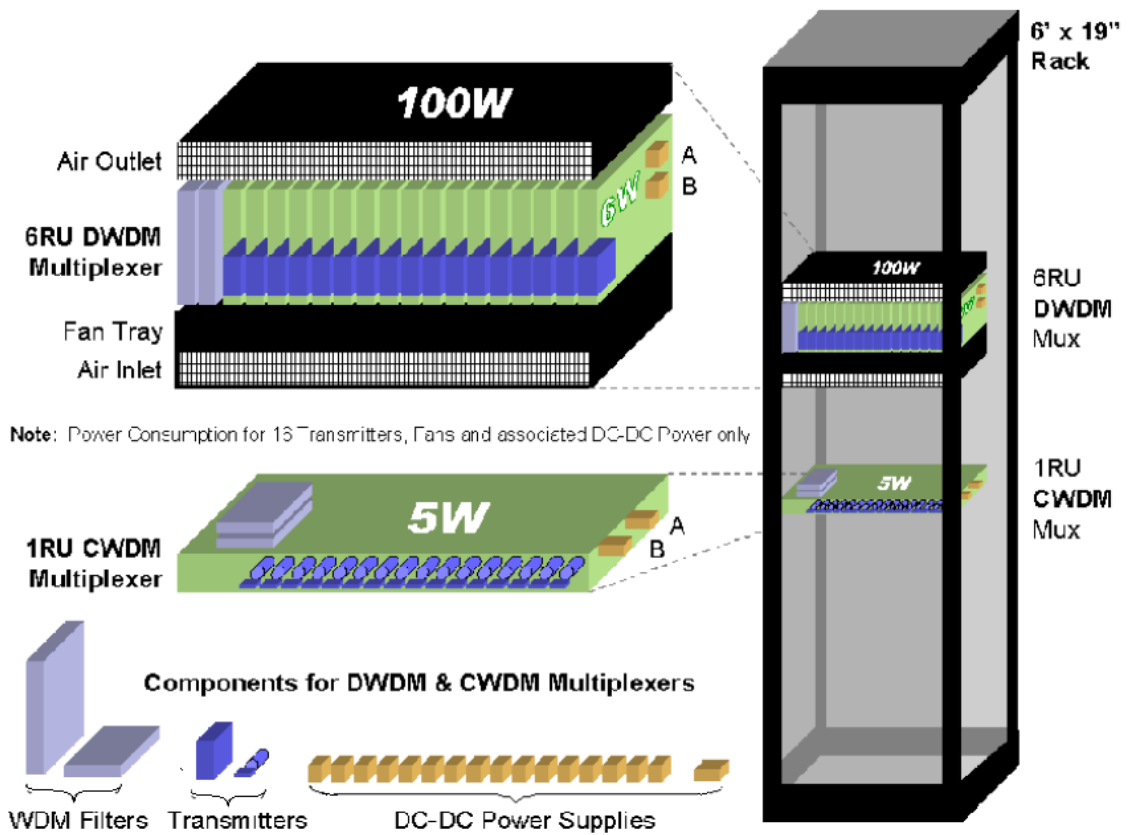 6' x 19"
Rack
100W
Air Outlet
A
B
6W
6RU DWDM
Multiplexer
Fan Tray
Air Inlet
100W
6RU
DWDM
Mux
Note: Power Consumption for 16 Transmitters, Fans and associated DC-DC Power only
5W
A
B
1RU CWDM
Multiplexer
5W
1RU
CWDM
Mux
Components for DWDM & CWDM Multiplexers
WDM Filters
Transmitters
DC-DC Power Supplies